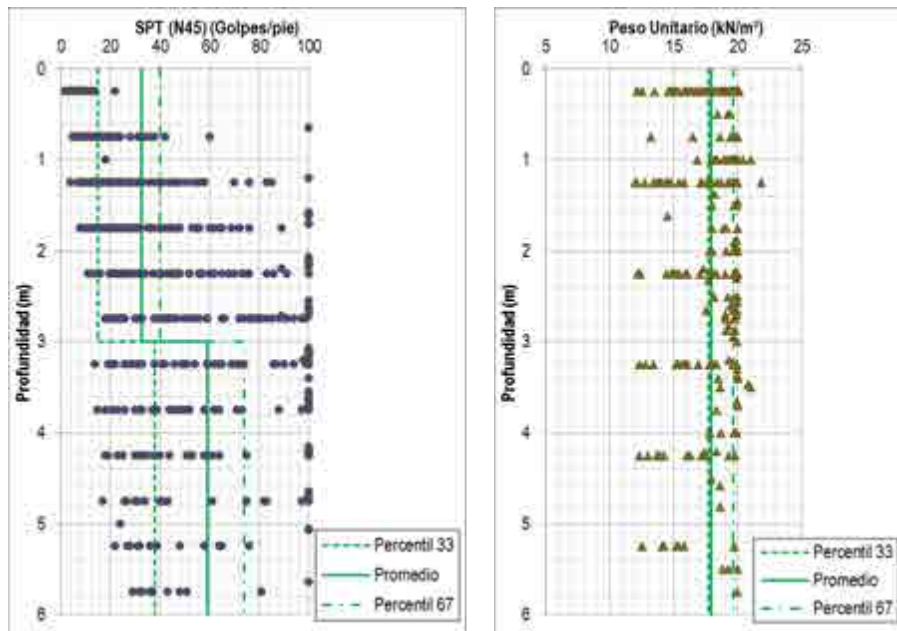 SPT (N45) (Golpes/pie)
0 20 40 60 80 100
Profundidad (m)
0
1
2
3
4
5
6
Percentil 33
Promedio
Percentil 67
Peso Unitario (kN/m³)
5 10 15 20 25
Profundidad (m)
0
1
2
3
4
5
6
Percentil 33
Promedio
Percentil 67